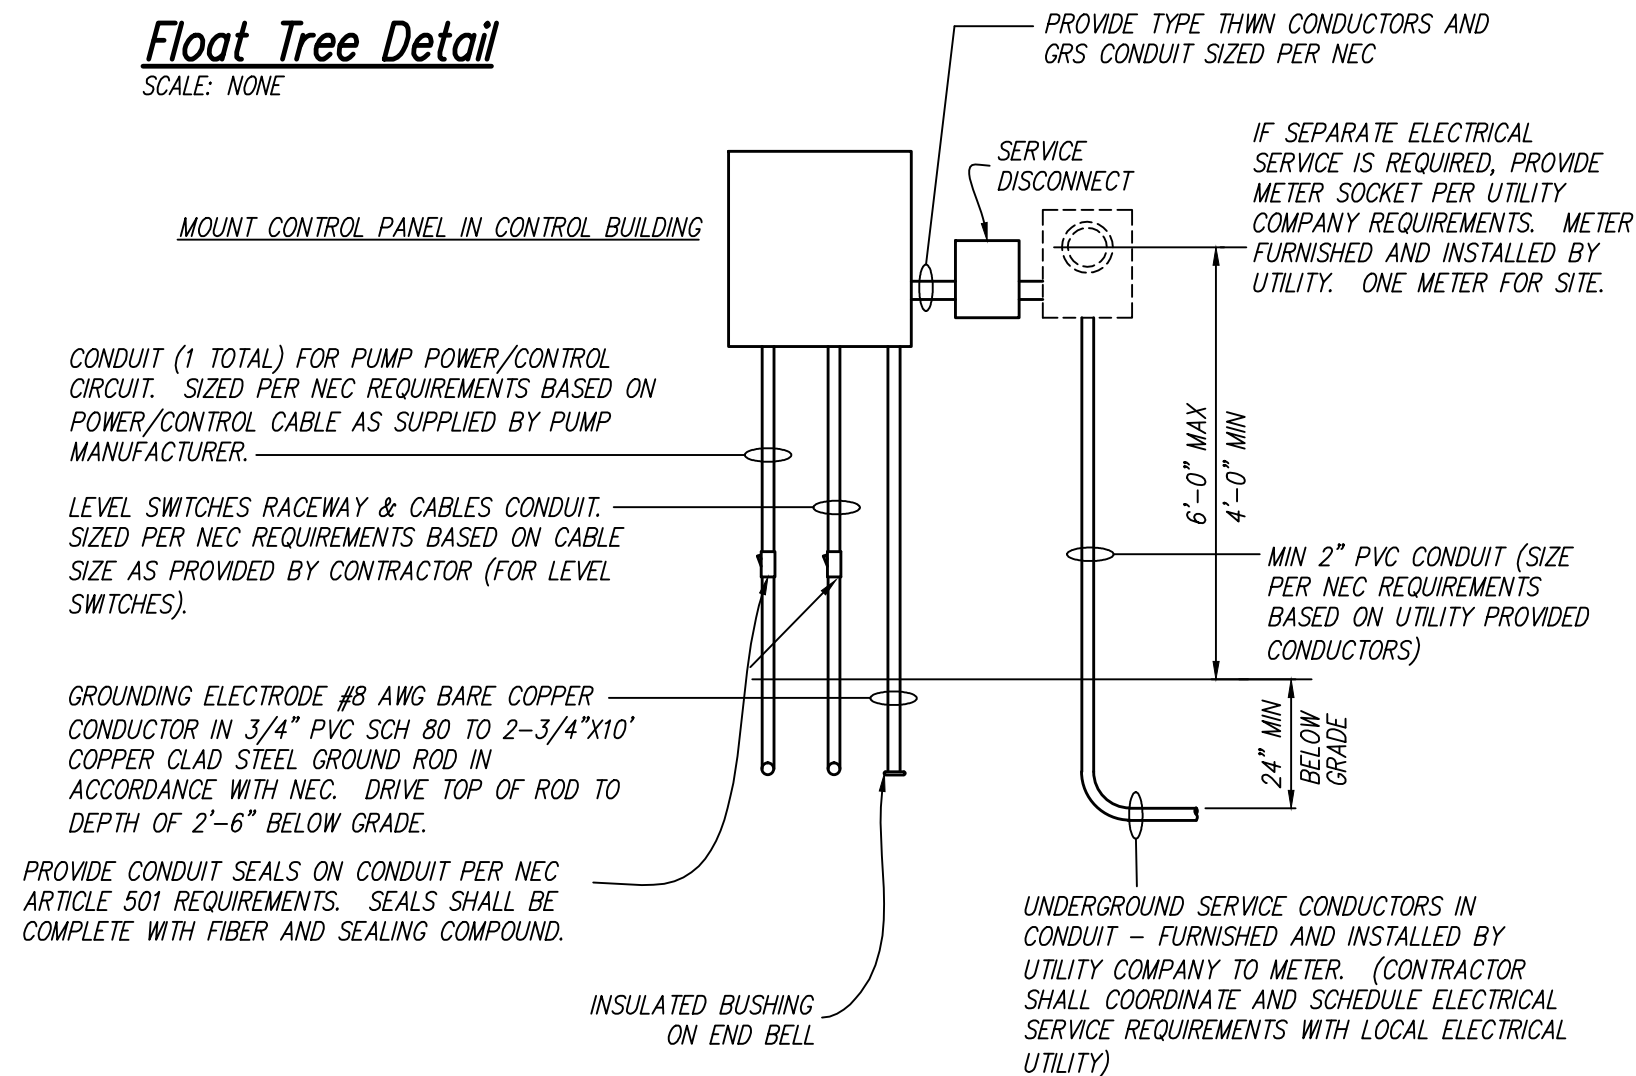 Float Tree Detail
SCALE: NONE
PROVIDE TYPE THWN CONDUCTORS AND
GRS CONDUIT SIZED PER NEC
SERVICE
DISCONNECT
IF SEPARATE ELECTRICAL
SERVICE IS REQUIRED, PROVIDE
METER SOCKET PER UTILITY
COMPANY REQUIREMENTS.  METER
FURNISHED AND INSTALLED BY
UTILITY.  ONE METER FOR SITE.
MOUNT CONTROL PANEL IN CONTROL BUILDING
CONDUIT (1 TOTAL) FOR PUMP POWER/CONTROL
CIRCUIT.  SIZED PER NEC REQUIREMENTS BASED ON
POWER/CONTROL CABLE AS SUPPLIED BY PUMP
MANUFACTURER.
LEVEL SWITCHES RACEWAY & CABLES CONDUIT.
SIZED PER NEC REQUIREMENTS BASED ON CABLE
SIZE AS PROVIDED BY CONTRACTOR (FOR LEVEL
SWITCHES).
6'-0" MAX
4'-0" MIN
MIN 2" PVC CONDUIT (SIZE
PER NEC REQUIREMENTS
BASED ON UTILITY PROVIDED
CONDUCTORS)
GROUNDING ELECTRODE #8 AWG BARE COPPER
CONDUCTOR IN 3/4" PVC SCH 80 TO 2-3/4"X10'
COPPER CLAD STEEL GROUND ROD IN
ACCORDANCE WITH NEC.  DRIVE TOP OF ROD TO
DEPTH OF 2'-6" BELOW GRADE.
24" MIN
BELOW
GRADE
PROVIDE CONDUIT SEALS ON CONDUIT PER NEC
ARTICLE 501 REQUIREMENTS.  SEALS SHALL BE
COMPLETE WITH FIBER AND SEALING COMPOUND.
INSULATED BUSHING
ON END BELL
UNDERGROUND SERVICE CONDUCTORS IN
CONDUIT - FURNISHED AND INSTALLED BY
UTILITY COMPANY TO METER.  (CONTRACTOR
SHALL COORDINATE AND SCHEDULE ELECTRICAL
SERVICE REQUIREMENTS WITH LOCAL ELECTRICAL
UTILITY)